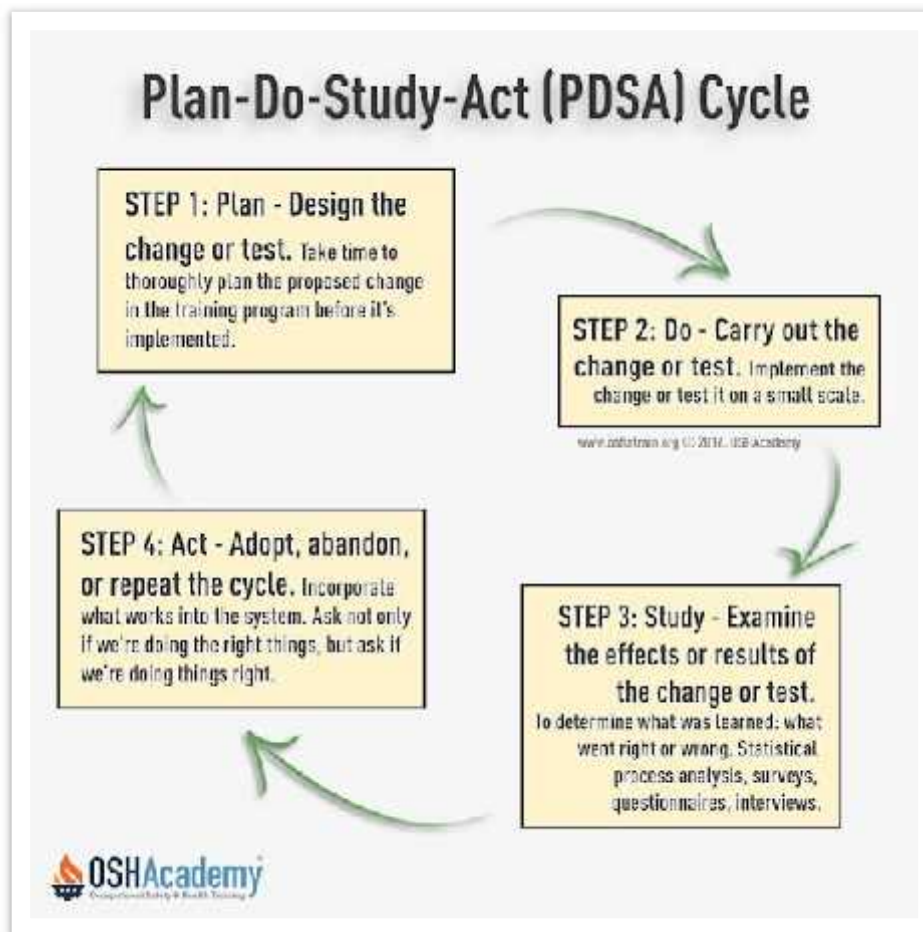 Plan-Do-Study-Act (PDSA) Cycle
STEP 1: Plan - Design the
change or test. Take time to
thoroughly plan the proposed change
in the training program before it's
implemented.
STEP 2: Do - Carry out the
change or test. Implement the
change or test it on a small scale.
STEP 3: Study - Examine
the effects or results of
the change or test.
To determine what was learned: what
went right or wrong. Statistical
process analysis, surveys,
questionnaires, interviews.
STEP 4: Act - Adopt, abandon,
or repeat the cycle. Incorporate
what works into the system. Ask not only
if we're doing the right things, but ask if
we're doing things right.
OSHAcademy
Occupational Safety & Health Training